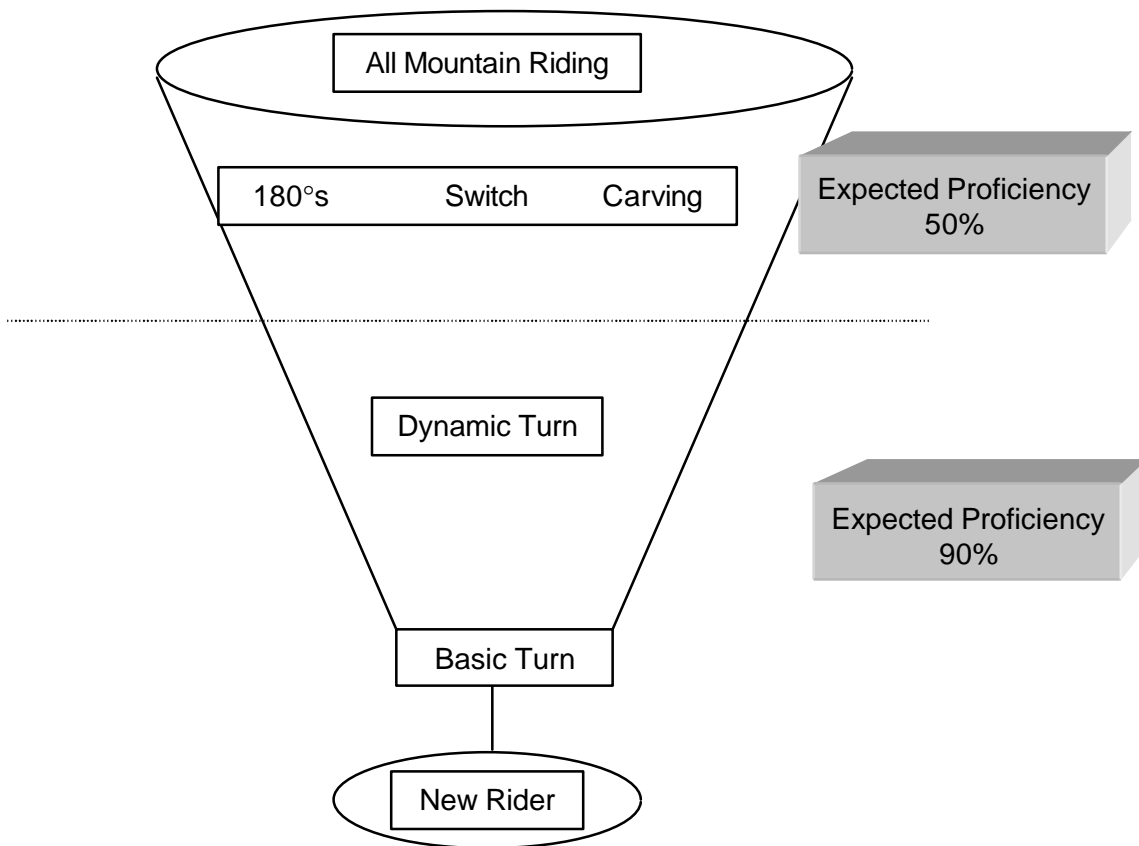 All Mountain Riding
180°s Switch Carving
Expected Proficiency
50%
Dynamic Turn
Expected Proficiency
90%
Basic Turn
New Rider